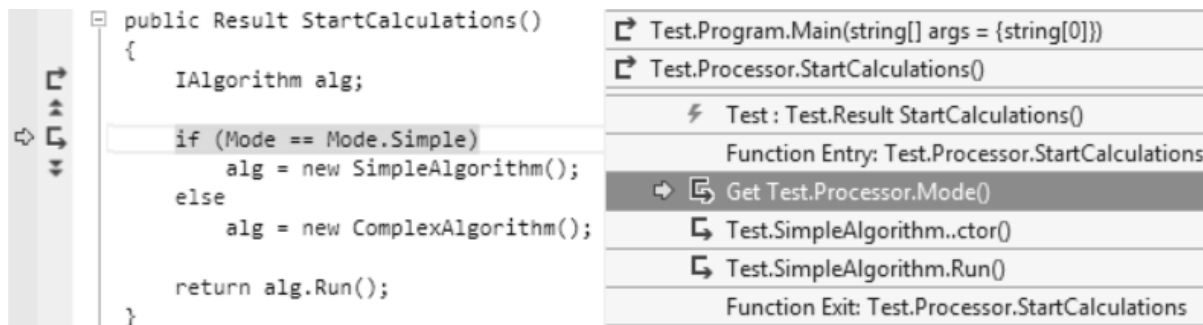 public Result StartCalculations()
{
    IAlgorithm alg;
    if (Mode == Mode.Simple)
        alg = new SimpleAlgorithm();
    else
        alg = new ComplexAlgorithm();
    return alg.Run();
}
Test.Program.Main(string[] args = {string[0]})
Test.Processor.StartCalculations()
Test : Test.Result StartCalculations()
Function Entry: Test.Processor.StartCalculations
Get Test.Processor.Mode()
Test.SimpleAlgorithm..ctor()
Test.SimpleAlgorithm.Run()
Function Exit: Test.Processor.StartCalculations